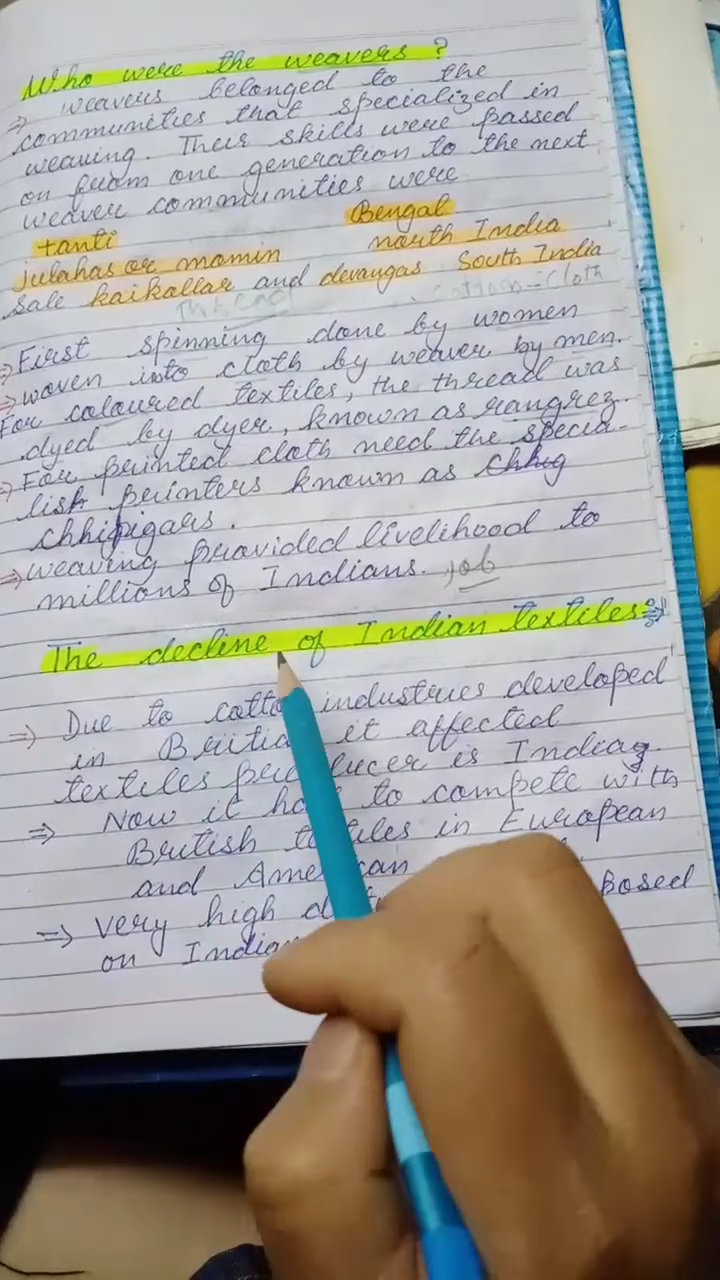 Who were the weavers ?
⇒ weavers belonged to the
communities that specialized in
weaving. Their skills were passed
on from one generation to the next
weaver communities were
tanti Bengal
julahas or momin north India
sale kaikallar and devangas South India
⇒ First spinning done by women
⇒ woven into cloth by weaver by men.
For coloured textiles, the thread was
dyed by dyer, known as rangrez.
⇒ For printed cloth need the specia-
list printers known as
chhipigars.
⇒ weaving provided livelihood to
millions of Indians. job
The decline of Indian textiles:
⇒ Due to industries developed
in it affected
textiles is
⇒ Now it to compete with
British in European
and
⇒ very high
on